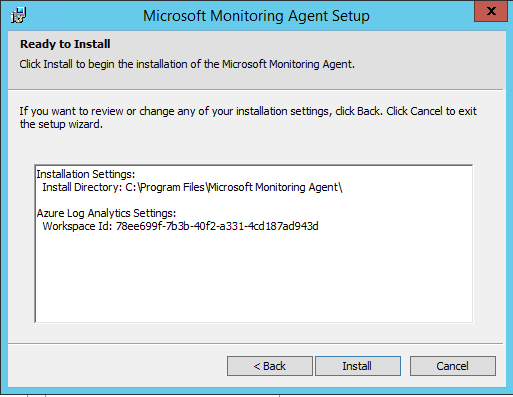 Microsoft Monitoring Agent Setup
X
Ready to Install
Click Install to begin the installation of the Microsoft Monitoring Agent.
If you want to review or change any of your installation settings, click Back. Click Cancel to exit
the setup wizard.
Installation Settings:
Install Directory: C:\Program Files\Microsoft Monitoring Agent\
Azure Log Analytics Settings:
Workspace Id: 78ee699f-7b3b-40f2-a331-4cd187ad943d
< Back
Install
Cancel